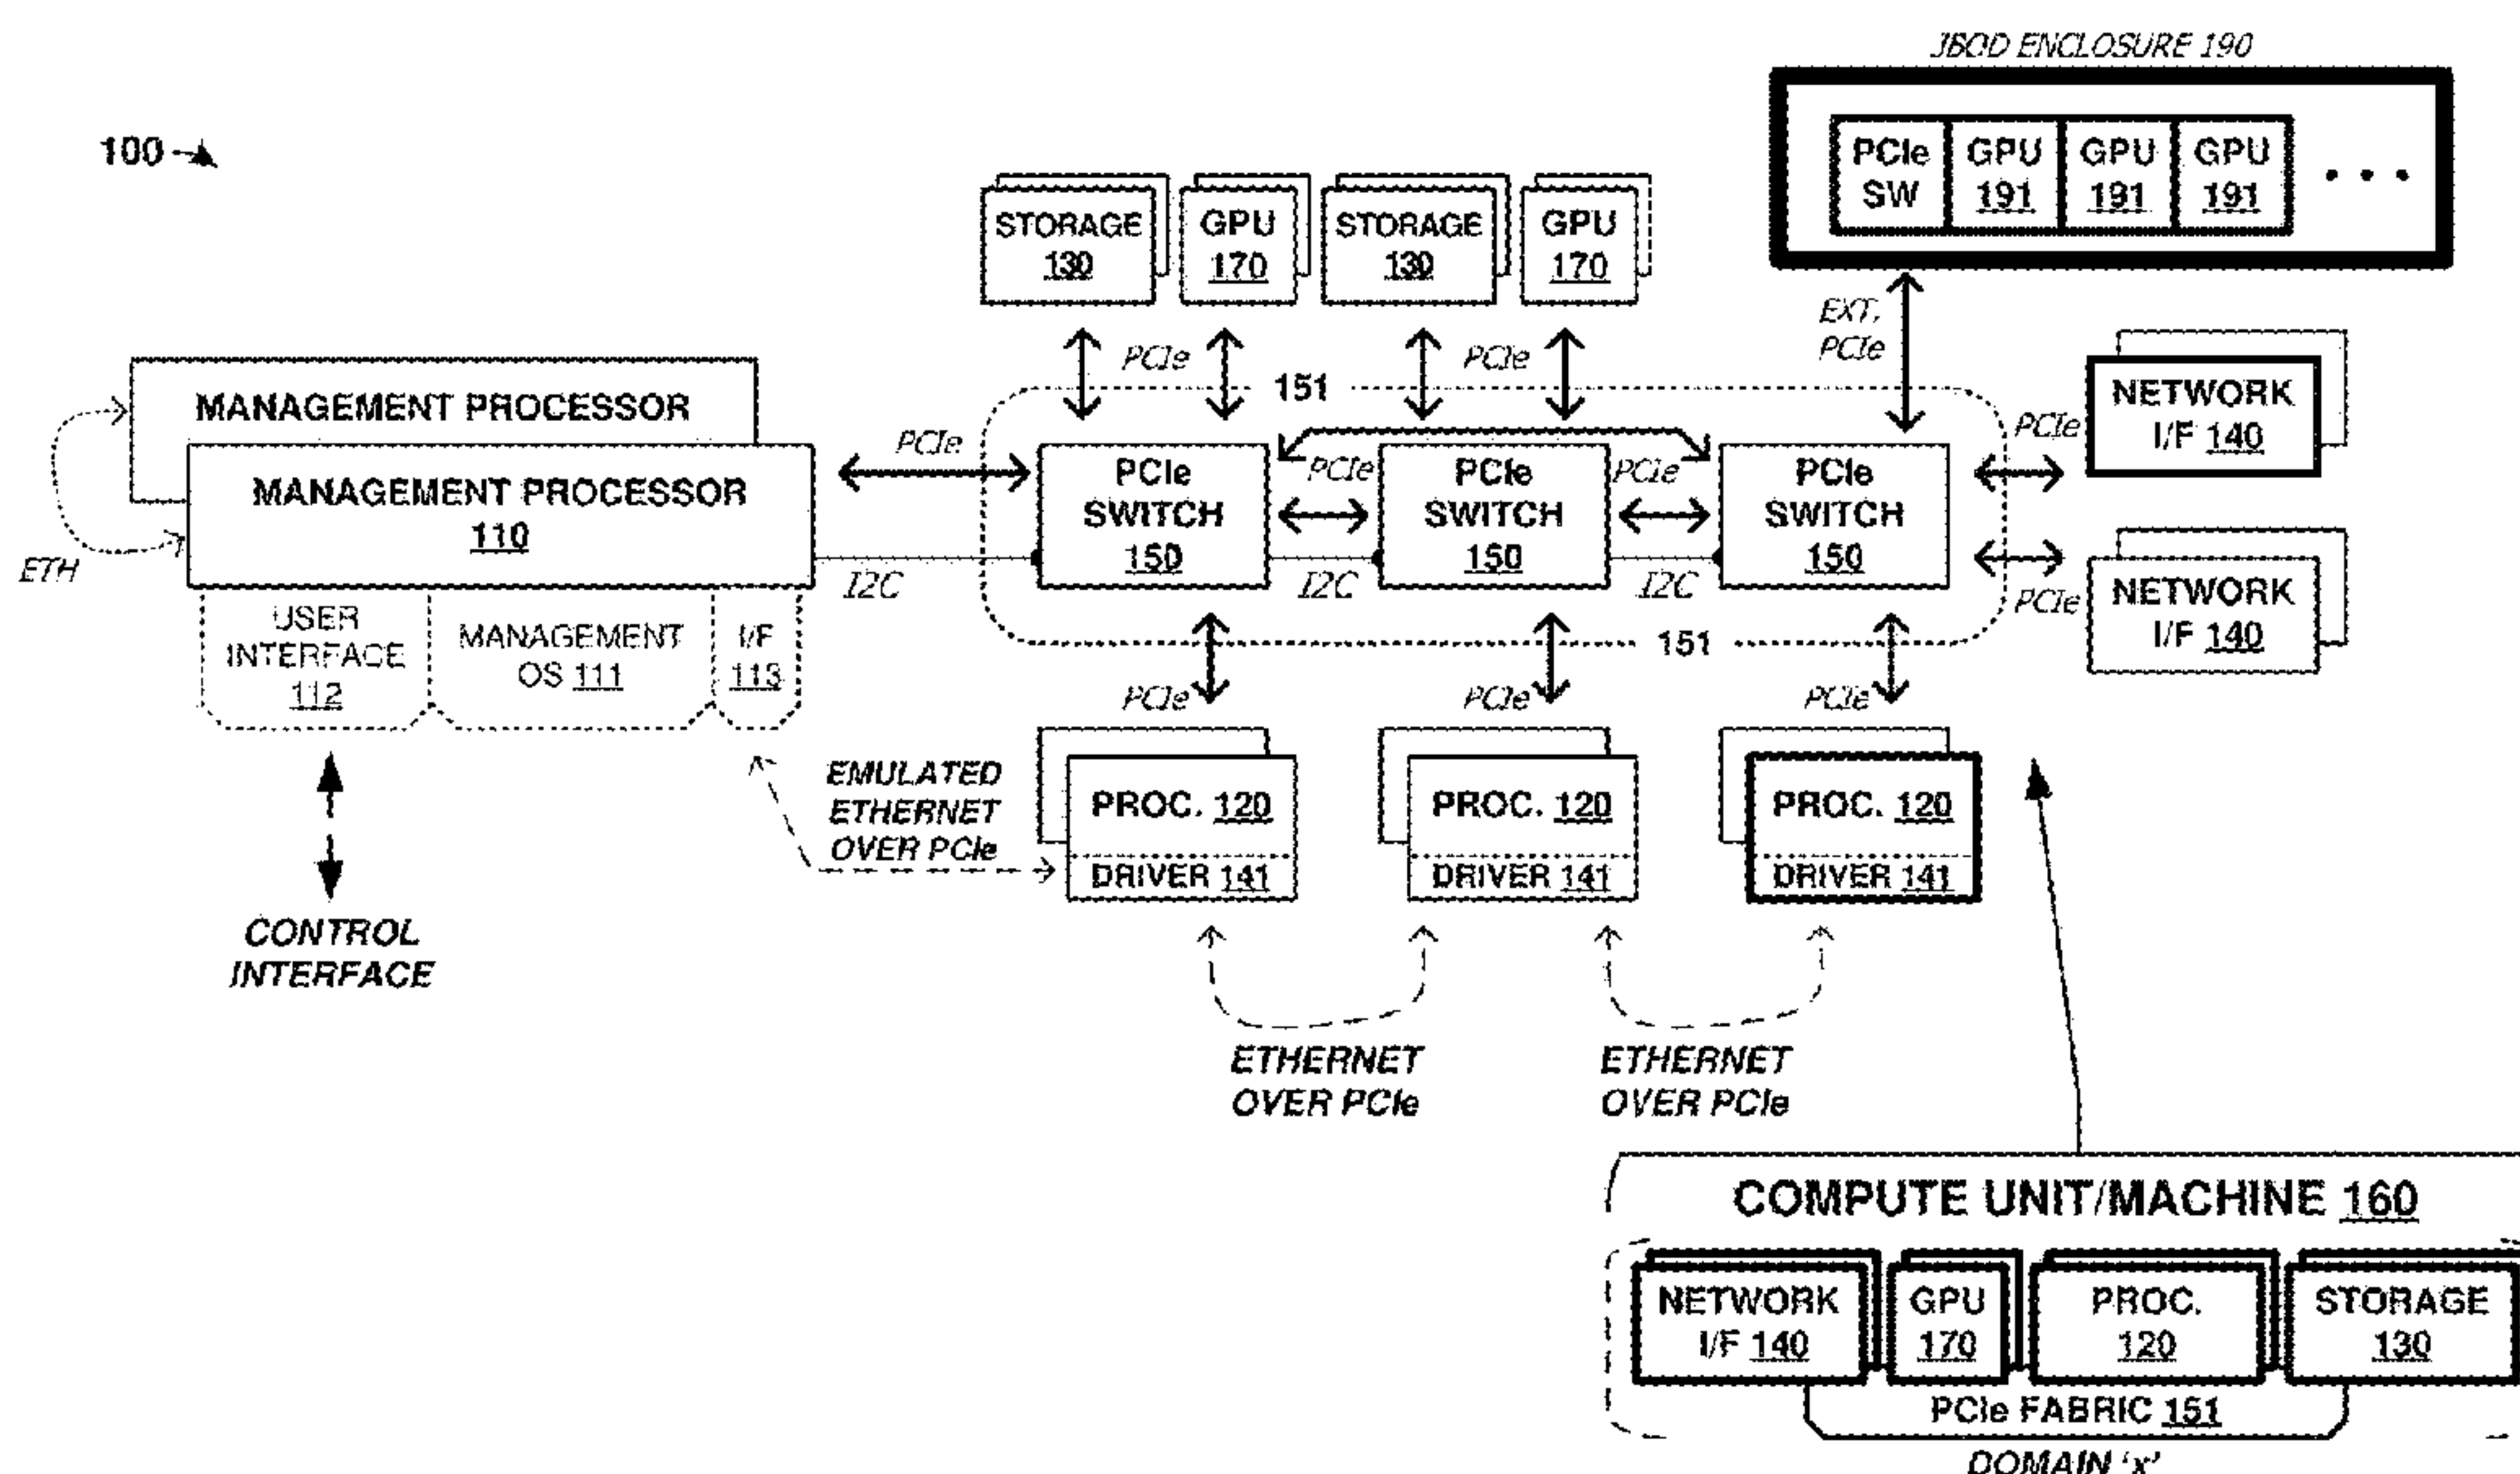 JBOD ENCLOSURE 190
100
PCIe
SW
GPU
191
GPU
191
GPU
191
• • •
STORAGE
130
GPU
170
STORAGE
130
GPU
170
PCIe
PCIe
EXT.
PCIe
151
MANAGEMENT PROCESSOR
MANAGEMENT PROCESSOR
110
ETH
PCIe
I2C
PCIe
SWITCH
150
PCIe
I2C
PCIe
SWITCH
150
PCIe
I2C
PCIe
SWITCH
150
PCIe
NETWORK
I/F 140
PCIe
NETWORK
I/F 140
151
USER
INTERFACE
112
MANAGEMENT
OS 111
I/F
113
CONTROL
INTERFACE
EMULATED
ETHERNET
OVER PCIe
PCIe
PCIe
PCIe
PROC. 120
DRIVER 141
PROC. 120
DRIVER 141
PROC. 120
DRIVER 141
ETHERNET
OVER PCIe
ETHERNET
OVER PCIe
COMPUTE UNIT/MACHINE 160
NETWORK
I/F 140
GPU
170
PROC.
120
STORAGE
130
PCIe FABRIC 151
DOMAIN 'x'